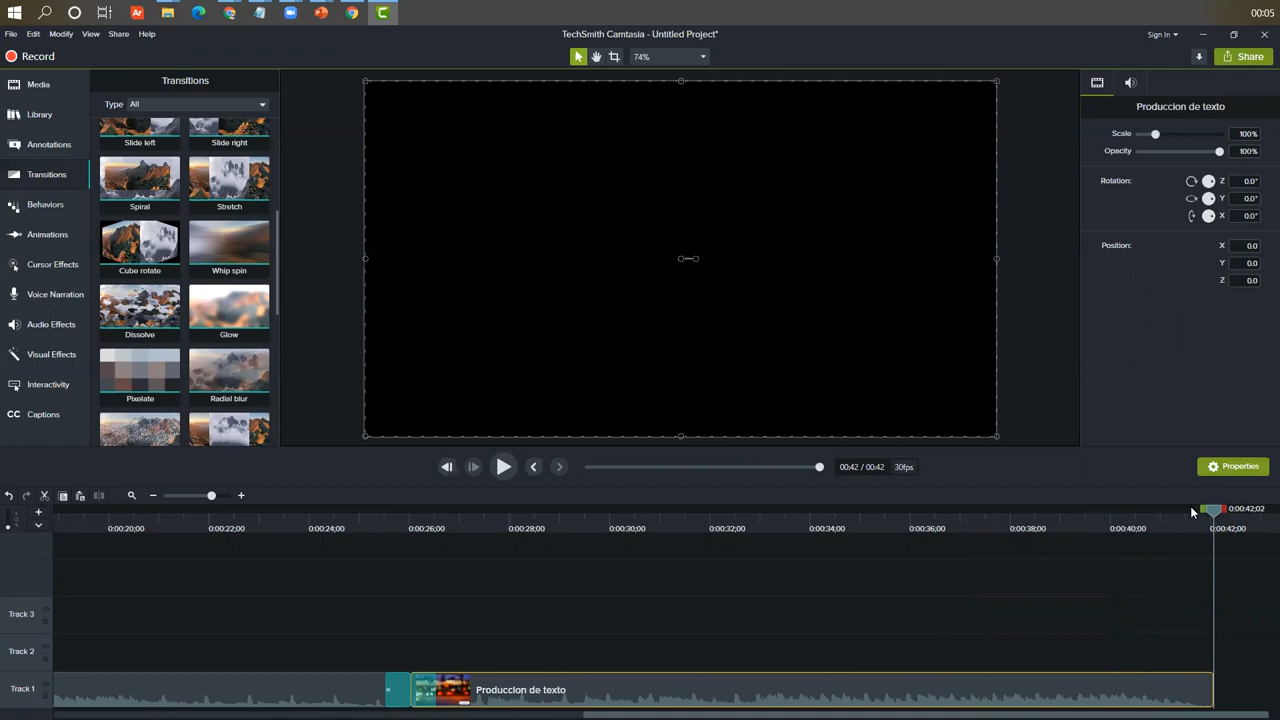 00:05
File Edit Modify View Share Help
TechSmith Camtasia - Untitled Project*
Sign In
Record
74%
Share
Media
Library
Annotations
Transitions
Behaviors
Animations
Cursor Effects
Voice Narration
Audio Effects
Visual Effects
Interactivity
CC Captions
Transitions
Type All
Slide left Slide right
Spiral Stretch
Cube rotate Whip spin
Dissolve Glow
Pixelate Radial blur
Produccion de texto
Scale 100%
Opacity 100%
Rotation: Z 0.0°
Y 0.0°
X 0.0°
Position: X 0.0
Y 0.0
Z 0.0
00:42 / 00:42 30fps
Properties
0:00:42;02
0:00:20;00 0:00:22;00 0:00:24;00 0:00:26;00 0:00:28;00 0:00:30;00 0:00:32;00 0:00:34;00 0:00:36;00 0:00:38;00 0:00:40;00 0:00:42;00
Track 3
Track 2
Track 1
Produccion de texto